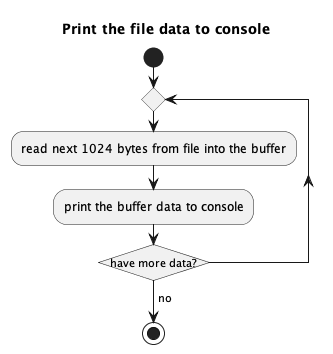 Print the file data to console
read next 1024 bytes from file into the buffer
print the buffer data to console
have more data?
no